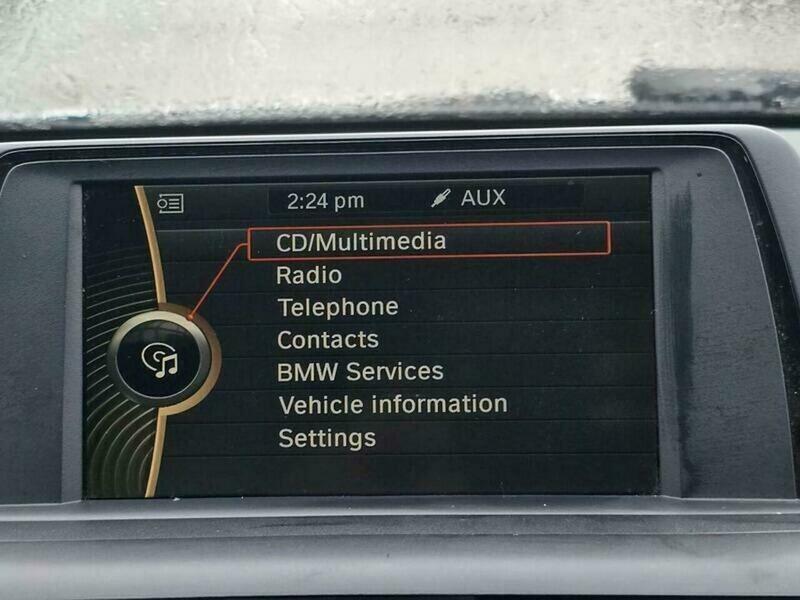 2:24 pm AUX
CD/Multimedia
Radio
Telephone
Contacts
BMW Services
Vehicle information
Settings